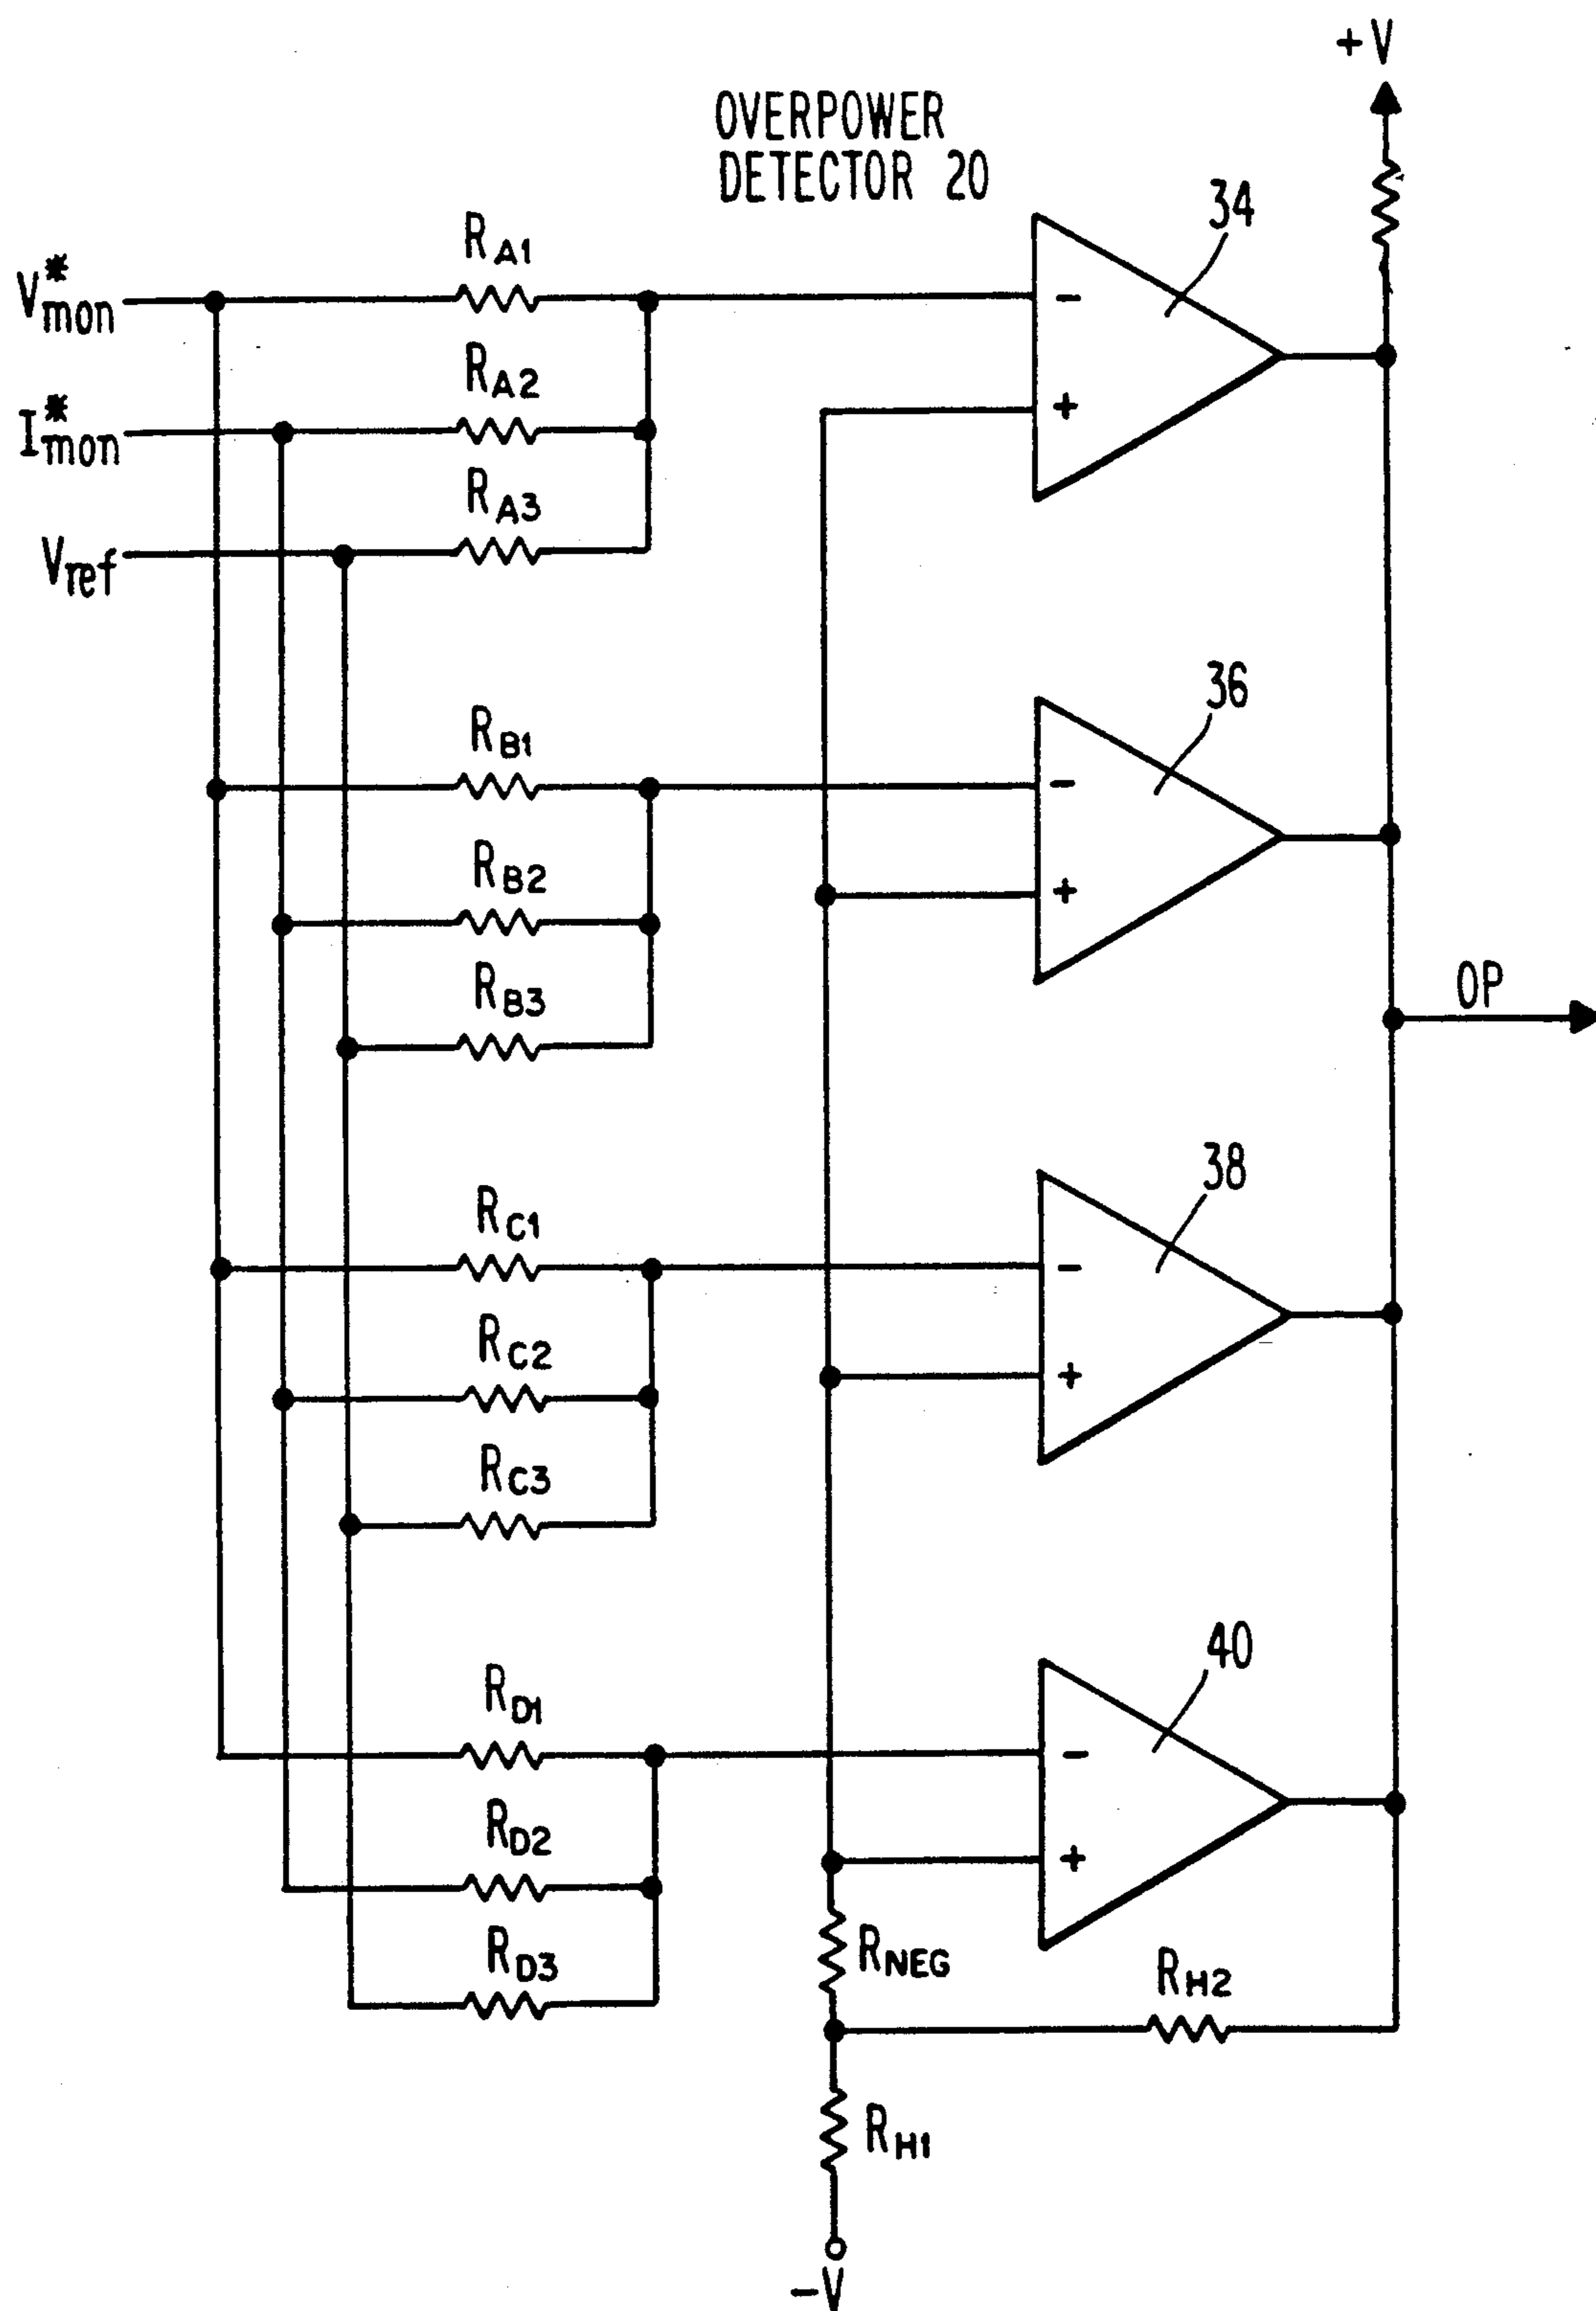 +V
OVERPOWER
DETECTOR 20
34
RA1
V*mon
RA2
I*mon
RA3
Vref
-
+
36
RB1
-
RB2
+
RB3
OP
38
RC1
-
RC2
+
RC3
40
RD1
-
RD2
+
RD3
RNEG
RH2
RH1
-V